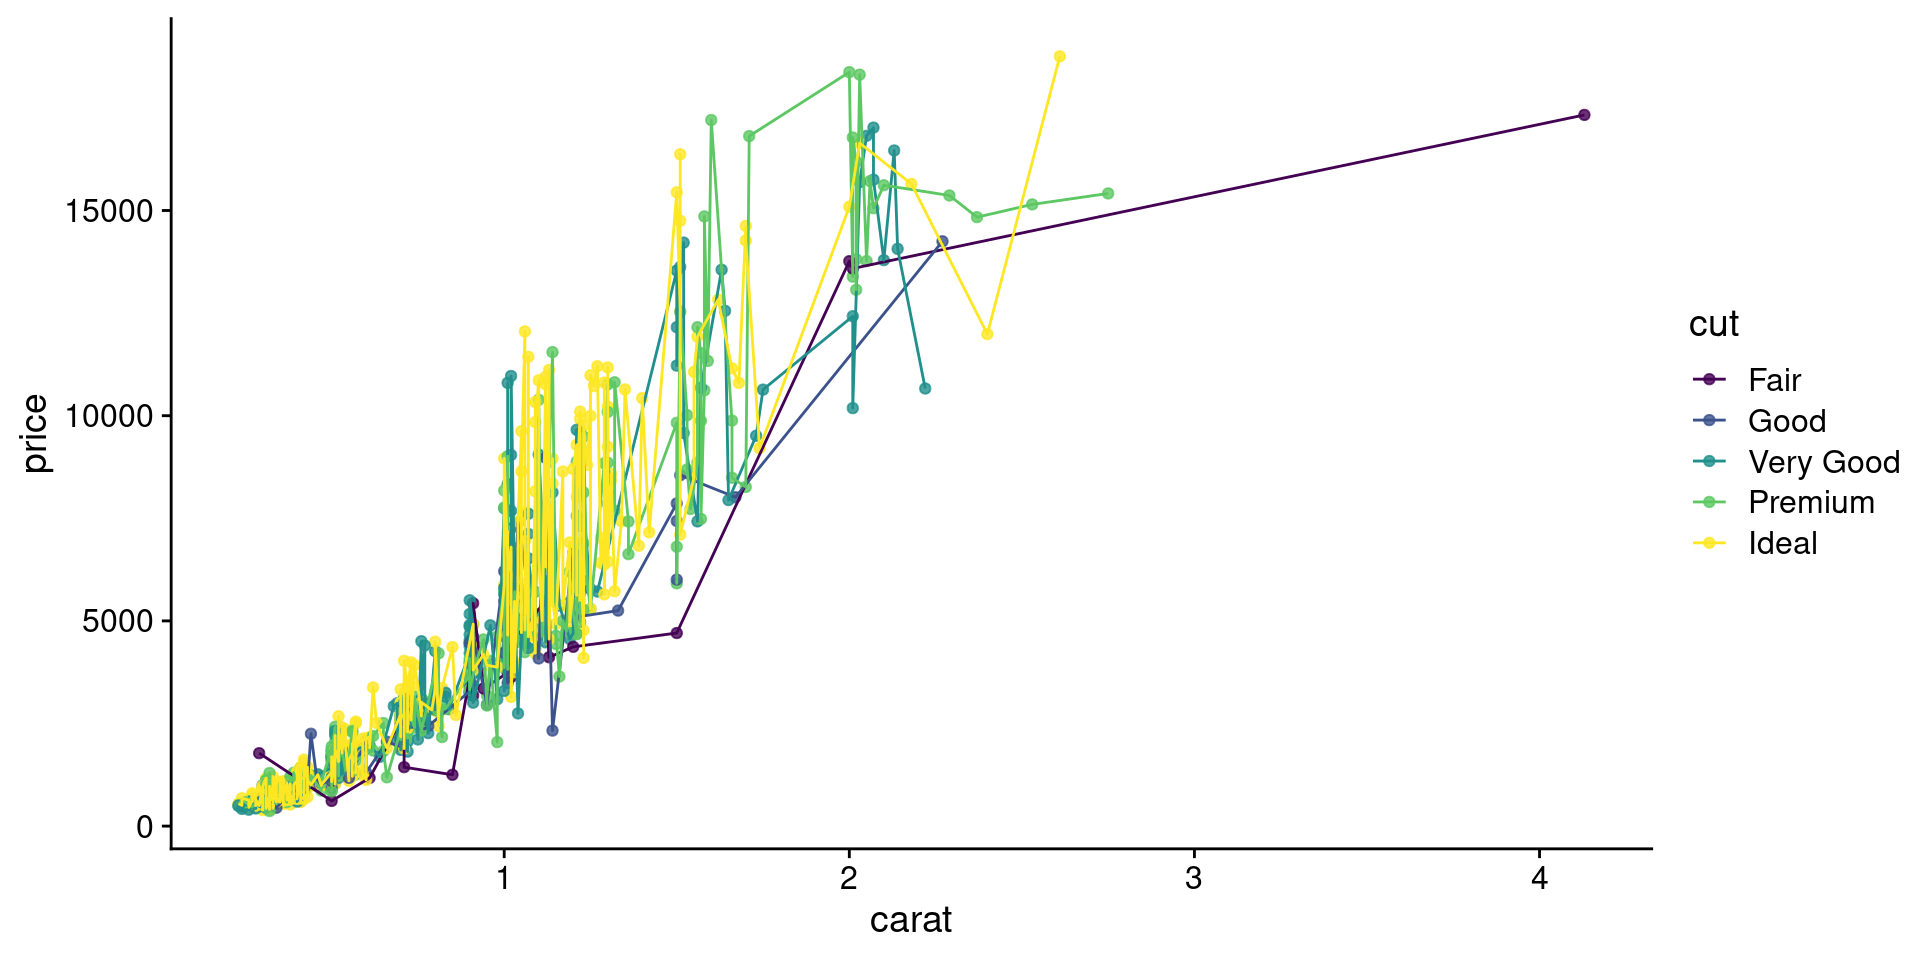 price
15000
10000
5000
0
1 2 3 4
carat
cut
Fair
Good
Very Good
Premium
Ideal